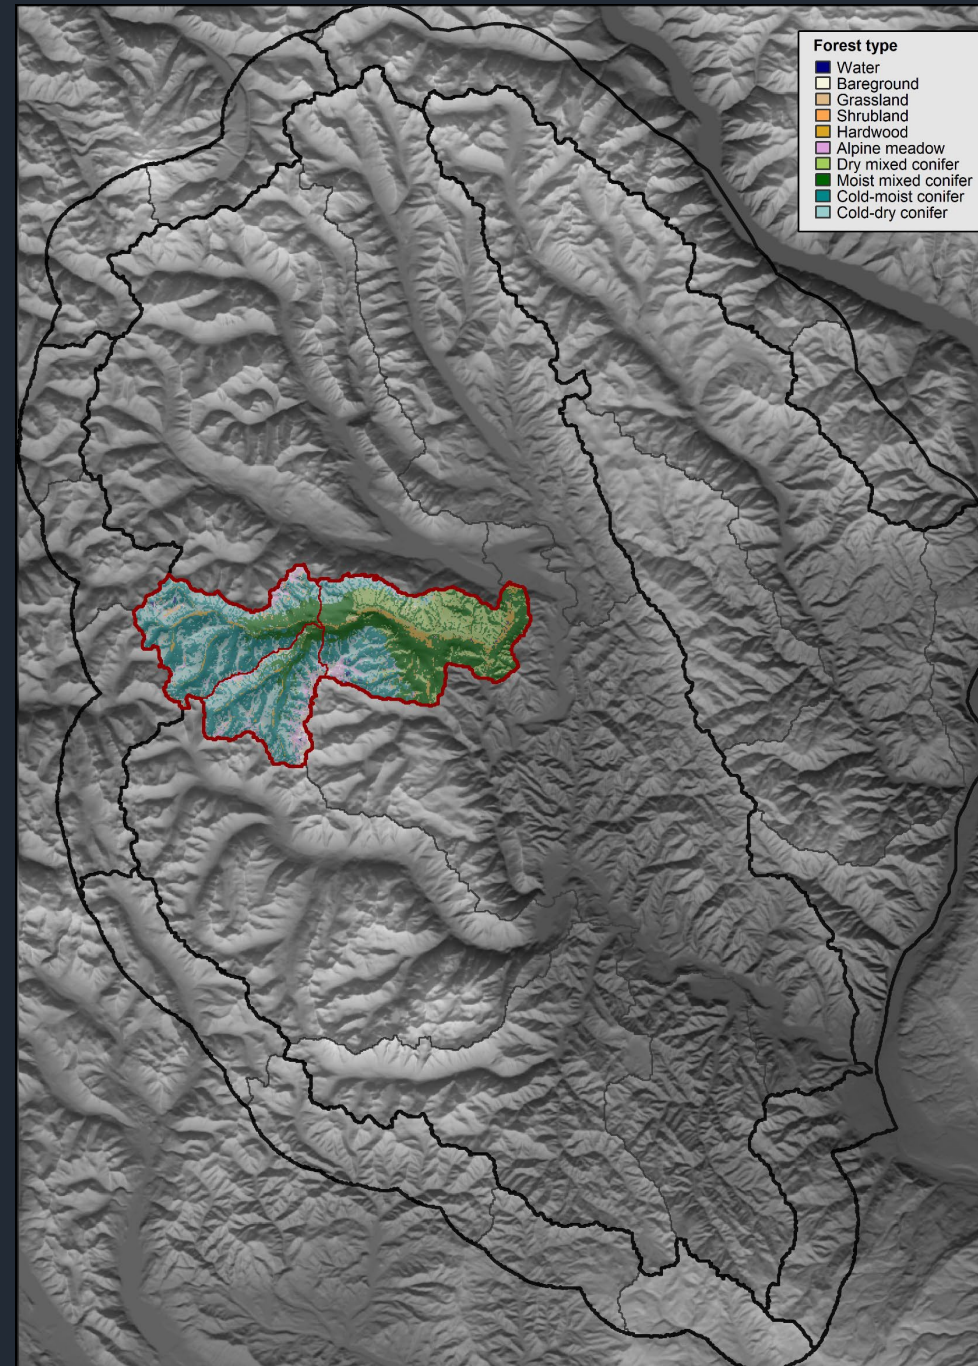 Forest type
Water
Bareground
Grassland
Shrubland
Hardwood
Alpine meadow
Dry mixed conifer
Moist mixed conifer
Cold-moist conifer
Cold-dry conifer